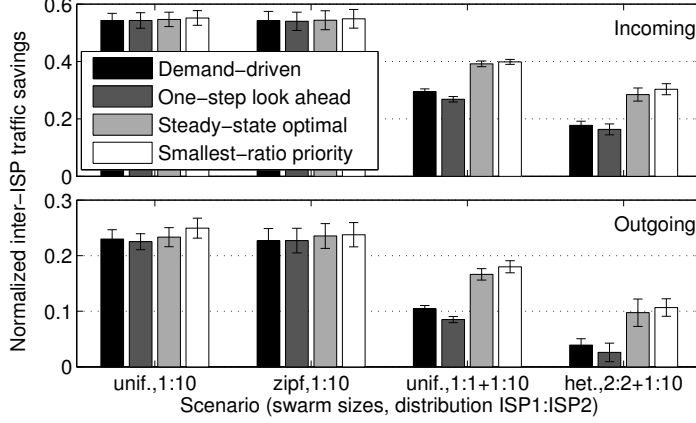 Normalized inter−ISP traffic savings
0.6
0.4
0.2
0
Incoming
Demand−driven
One−step look ahead
Steady−state optimal
Smallest−ratio priority
0.3
0.2
0.1
0
Outgoing
unif.,1:10 zipf,1:10 unif.,1:1+1:10 het.,2:2+1:10
Scenario (swarm sizes, distribution ISP1:ISP2)